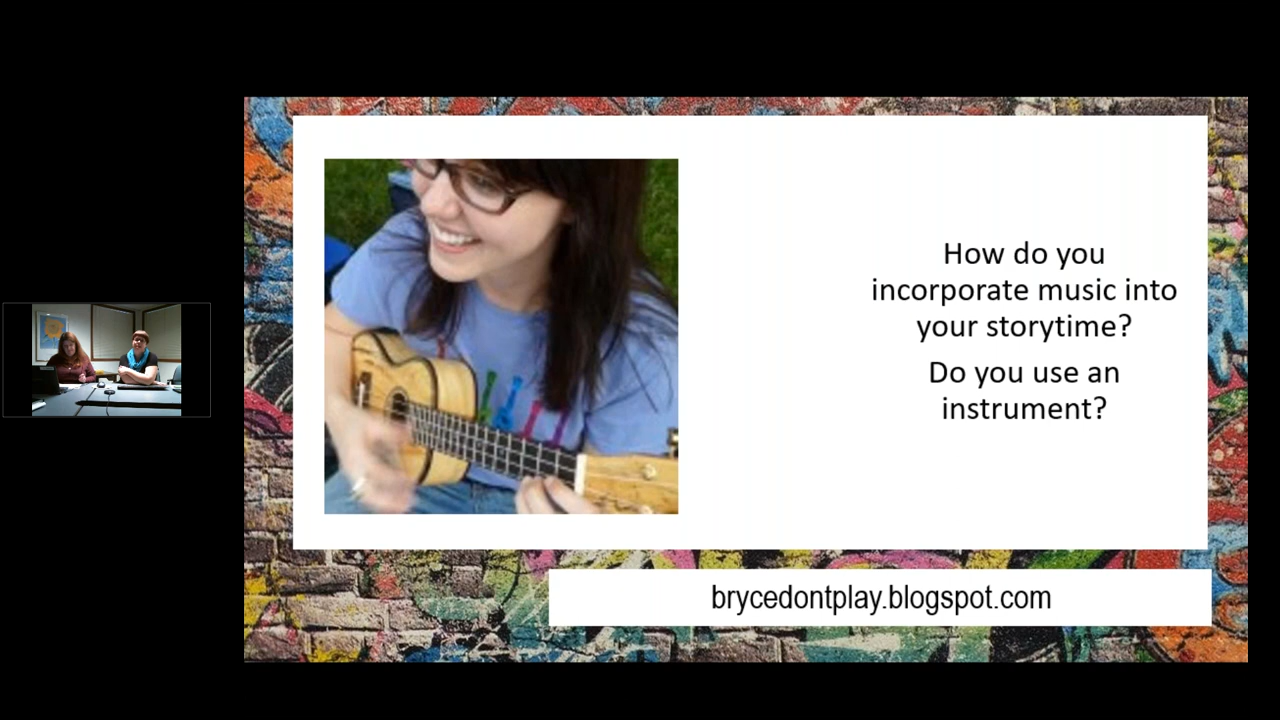 How do you
incorporate music into
your storytime?
Do you use an
instrument?
brycedontplay.blogspot.com